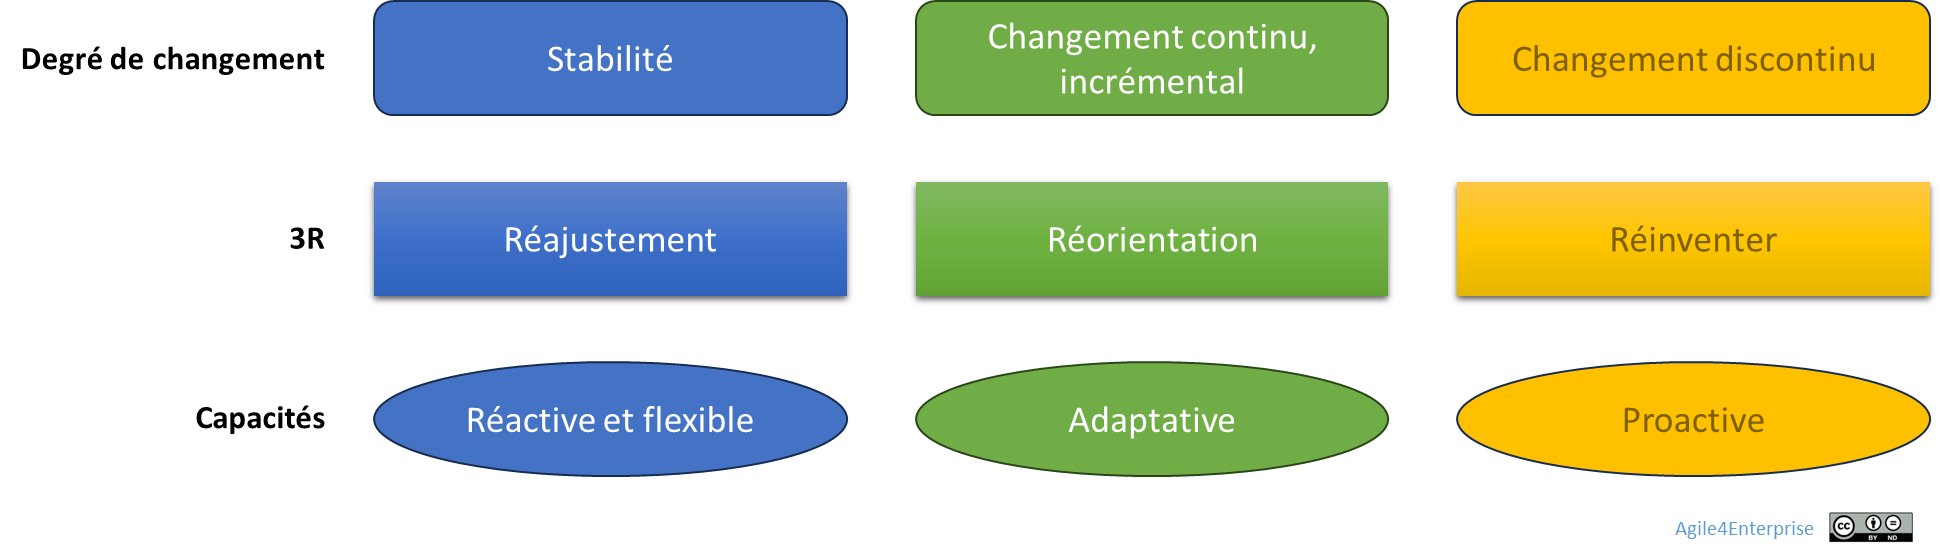 Degré de changement
Stabilité
Changement continu,
incrémental
Changement discontinu
3R
Réajustement
Réorientation
Réinventer
Capacités
Réactive et flexible
Adaptative
Proactive
Agile4Enterprise
cc
BY ND